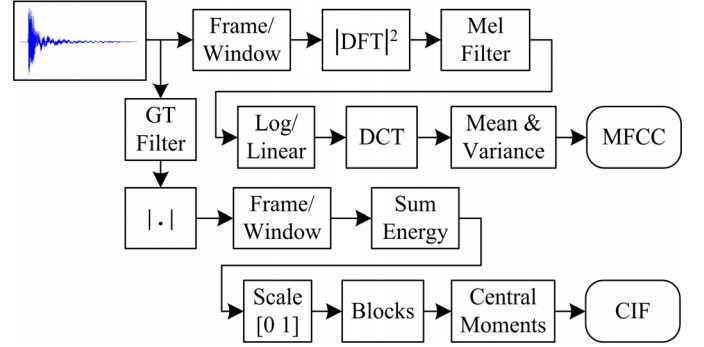 Frame/
Window
|DFT|²
Mel
Filter
GT
Filter
Log/
Linear
DCT
Mean &
Variance
MFCC
|.|
Frame/
Window
Sum
Energy
Scale
[0 1]
Blocks
Central
Moments
CIF